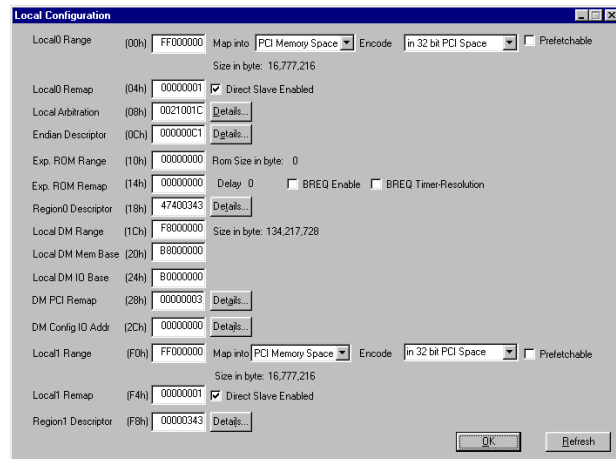 Local Configuration
Local0 Range (00h) FF000000 Map into PCI Memory Space Encode in 32 bit PCI Space Prefetchable
Size in byte: 16,777,216
Local0 Remap (04h) 00000001 Direct Slave Enabled
Local Arbitration (08h) 0021001C Details...
Endian Descriptor (0Ch) 000000C1 Details...
Exp. ROM Range (10h) 00000000 Rom Size in byte: 0
Exp. ROM Remap (14h) 00000000 Delay 0 BREQ Enable BREQ Timer-Resolution
Region0 Descriptor (18h) 47400343 Details...
Local DM Range (1Ch) F8000000 Size in byte: 134,217,728
Local DM Mem Base (20h) B8000000
Local DM IO Base (24h) B0000000
DM PCI Remap (28h) 00000003 Details...
DM Config IO Addr (2Ch) 00000000 Details...
Local1 Range (F0h) FF000000 Map into PCI Memory Space Encode in 32 bit PCI Space Prefetchable
Size in byte: 16,777,216
Local1 Remap (F4h) 00000001 Direct Slave Enabled
Region1 Descriptor (F8h) 00000343 Details...
OK Refresh